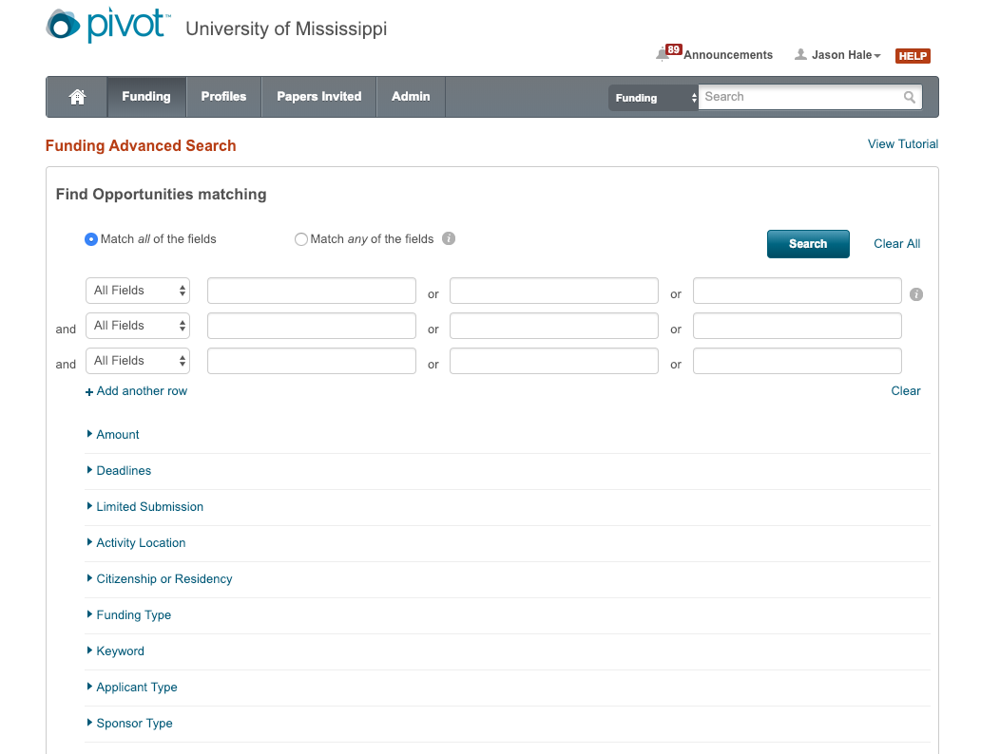 pivot™ University of Mississippi
89 Announcements Jason Hale HELP
Funding Profiles Papers Invited Admin Funding Search
Funding Advanced Search View Tutorial
Find Opportunities matching
Match all of the fields Match any of the fields i Search Clear All
All Fields or or i
and All Fields or or
and All Fields or or
+ Add another row Clear
Amount
Deadlines
Limited Submission
Activity Location
Citizenship or Residency
Funding Type
Keyword
Applicant Type
Sponsor Type